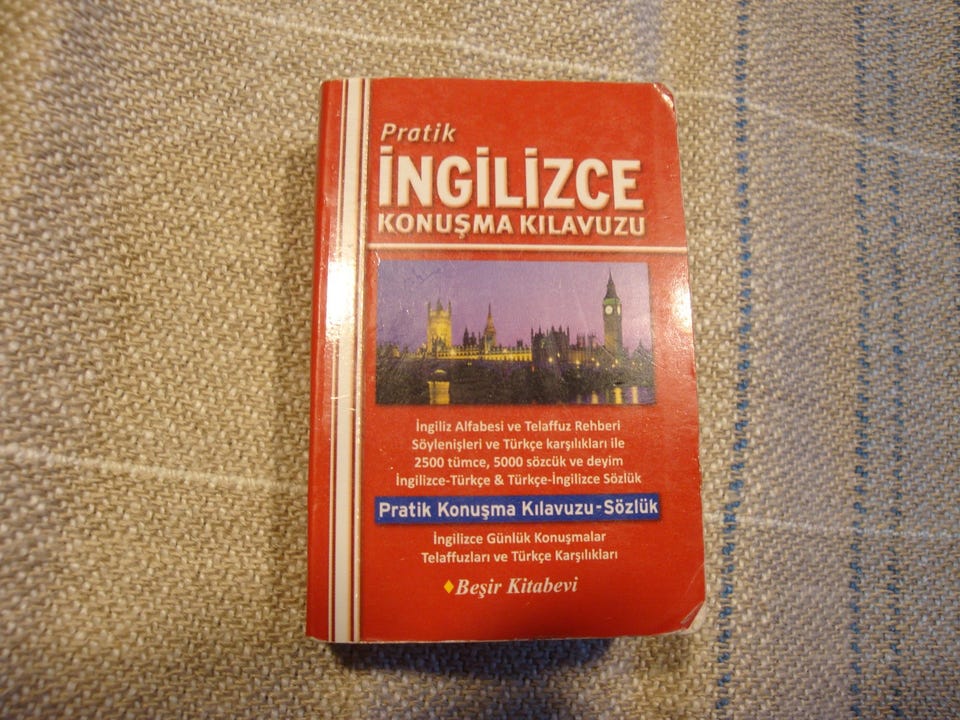 Pratik
İNGİLİZCE
KONUŞMA KILAVUZU
İngiliz Alfabesi ve Telaffuz Rehberi
Söylenişleri ve Türkçe karşılıkları ile
2500 tümce, 5000 sözcük ve deyim
İngilizce-Türkçe & Türkçe-İngilizce Sözlük
Pratik Konuşma Kılavuzu-Sözlük
İngilizce Günlük Konuşmalar
Telaffuzları ve Türkçe Karşılıkları
Beşir Kitabevi